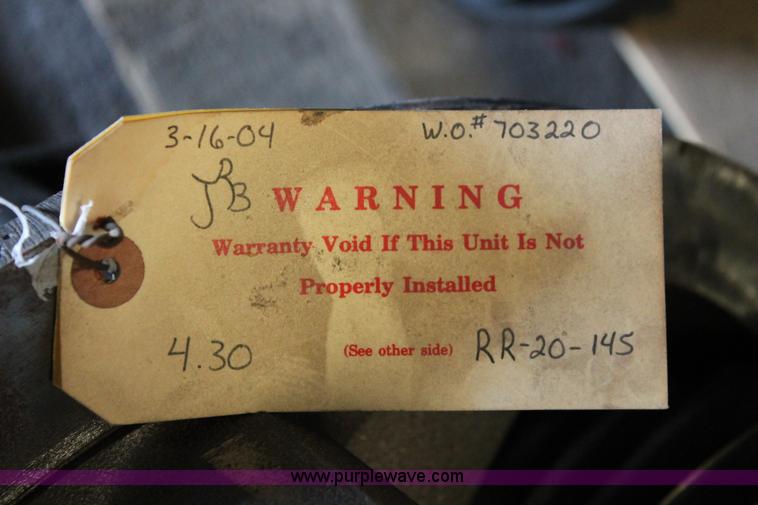 3-16-04 W.O.# 703220
JRB
WARNING
Warranty Void If This Unit Is Not
Properly Installed
4.30 (See other side) RR-20-145
www.purplewave.com